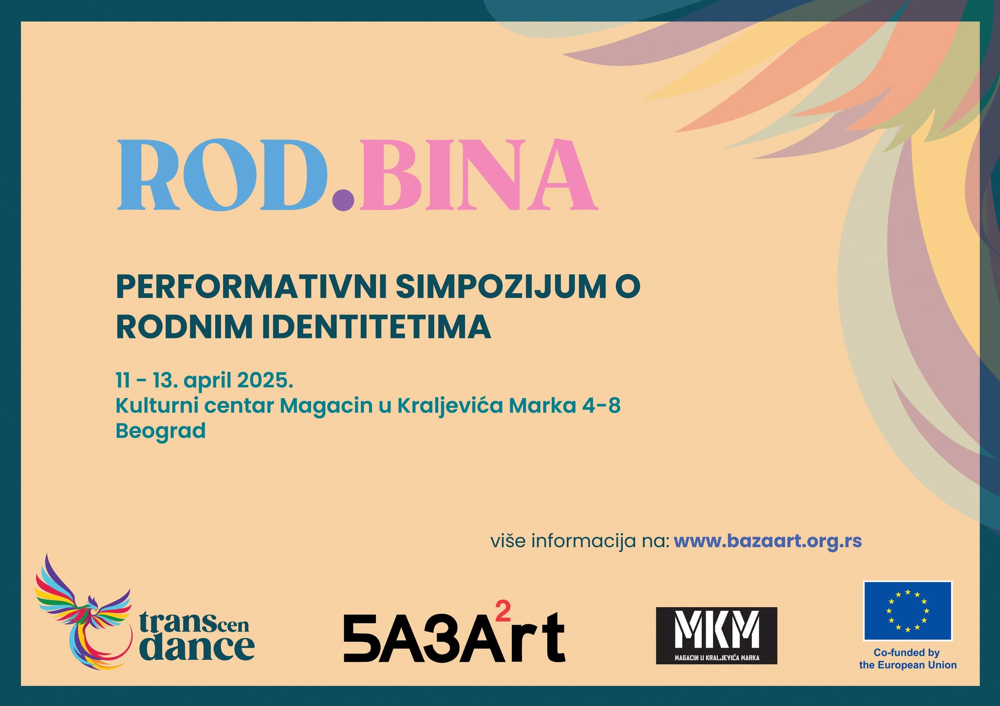 ROD.BINA
PERFORMATIVNI SIMPOZIJUM O
RODNIM IDENTITETIMA
11 – 13. april 2025.
Kulturni centar Magacin u Kraljevića Marka 4-8
Beograd
više informacija na: www.bazaart.org.rs
transcen
dance
БАЗА²rt
MKM
MAGACIN U KRALJEVIĆA MARKA
Co-funded by
the European Union